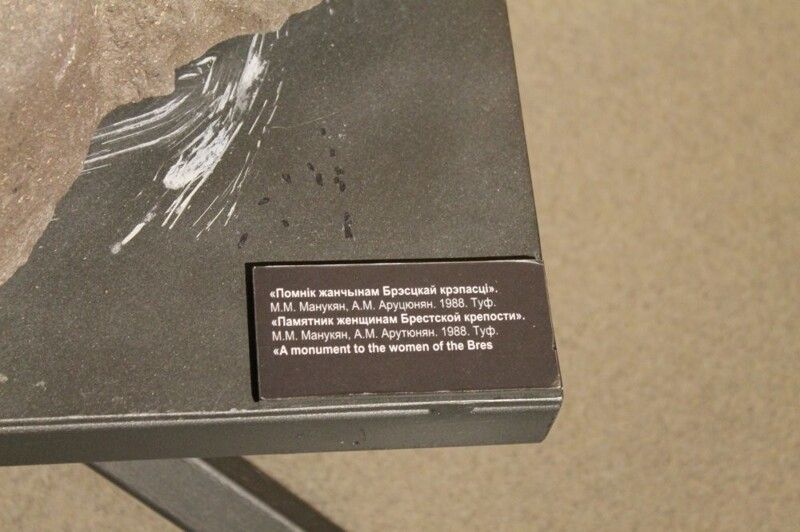 «Помнік жанчынам Брэсцкай крэпасці».
М.М. Манукян, А.М. Аруцюнян. 1988. Туф.
«Памятник женщинам Брестской крепости».
М.М. Манукян, А.М. Арутюнян. 1988. Туф.
«A monument to the women of the Bres